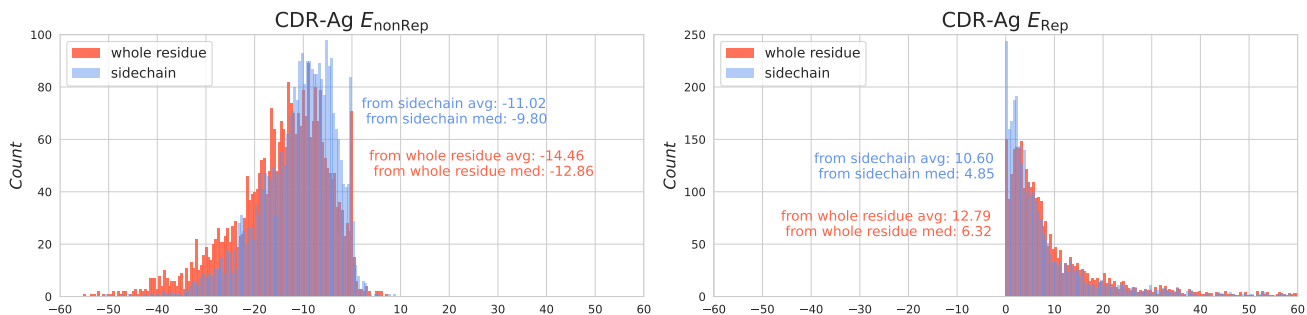 CDR-Ag EnonRep
whole residue
sidechain
from sidechain avg: -11.02
from sidechain med: -9.80
from whole residue avg: -14.46
from whole residue med: -12.86
Count
100
80
60
40
20
0
−60 −50 −40 −30 −20 −10 0 10 20 30 40 50 60
CDR-Ag ERep
whole residue
sidechain
from sidechain avg: 10.60
from sidechain med: 4.85
from whole residue avg: 12.79
from whole residue med: 6.32
Count
250
200
150
100
50
0
−60 −50 −40 −30 −20 −10 0 10 20 30 40 50 60